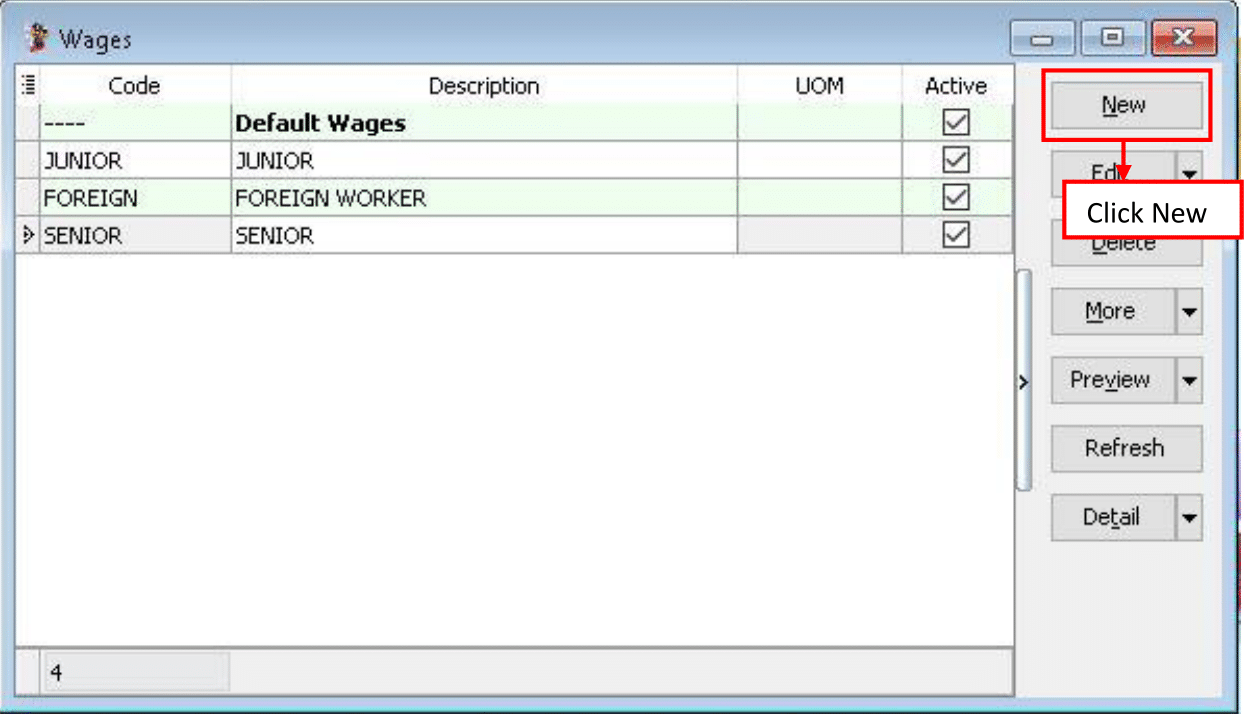 Wages
Code Description UOM Active
---- Default Wages
JUNIOR JUNIOR
FOREIGN FOREIGN WORKER
SENIOR SENIOR
4
New
Click New
Delete
More
Preview
Refresh
Detail